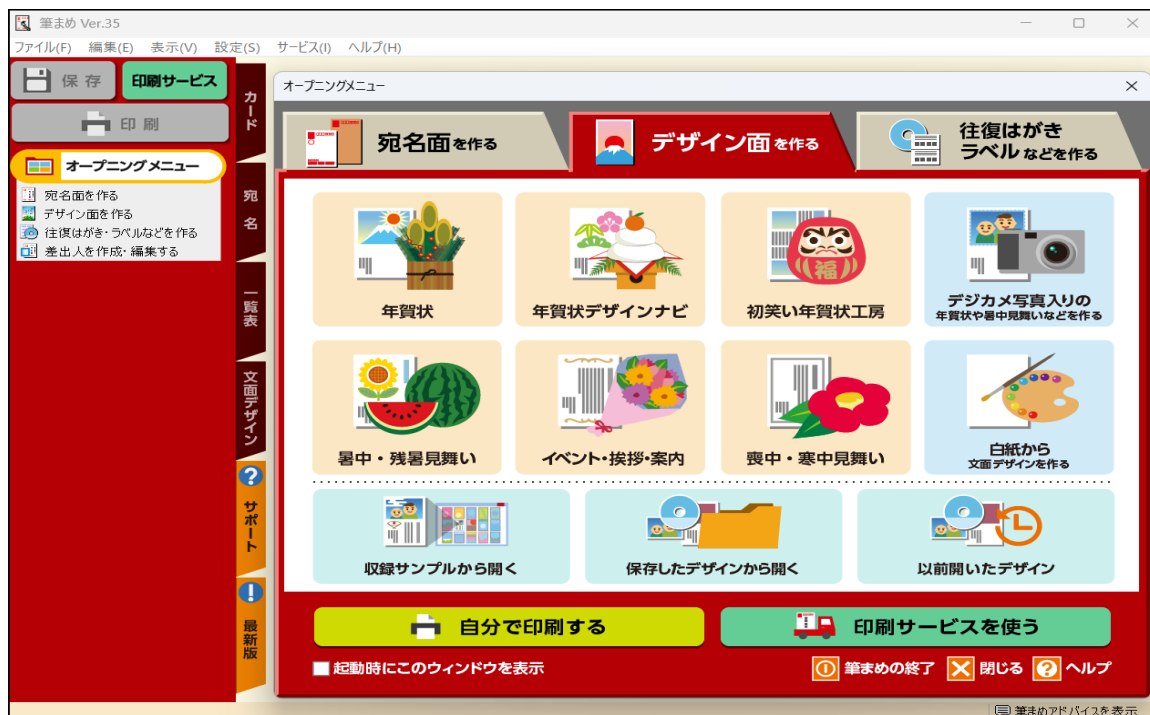 筆まめ Ver.35
ファイル(F) 編集(E) 表示(V) 設定(S) サービス(I) ヘルプ(H)
保存
印刷サービス
印刷
オープニングメニュー
宛名面を作る
デザイン面を作る
往復はがき・ラベルなどを作る
差出人を作成・編集する
カード
宛名
一覧表
文面デザイン
?
サポート
!
最新版
オープニングメニュー
宛名面を作る
デザイン面を作る
往復はがき
ラベルなどを作る
年賀状
年賀状デザインナビ
福
初笑い年賀状工房
デジカメ写真入りの
年賀状や暑中見舞いなどを作る
暑中・残暑見舞い
イベント・挨拶・案内
喪中・寒中見舞い
白紙から
文面デザインを作る
収録サンプルから開く
保存したデザインから開く
以前開いたデザイン
自分で印刷する
印刷サービスを使う
起動時にこのウィンドウを表示
筆まめの終了
閉じる
? ヘルプ
筆まめアドバイスを表示